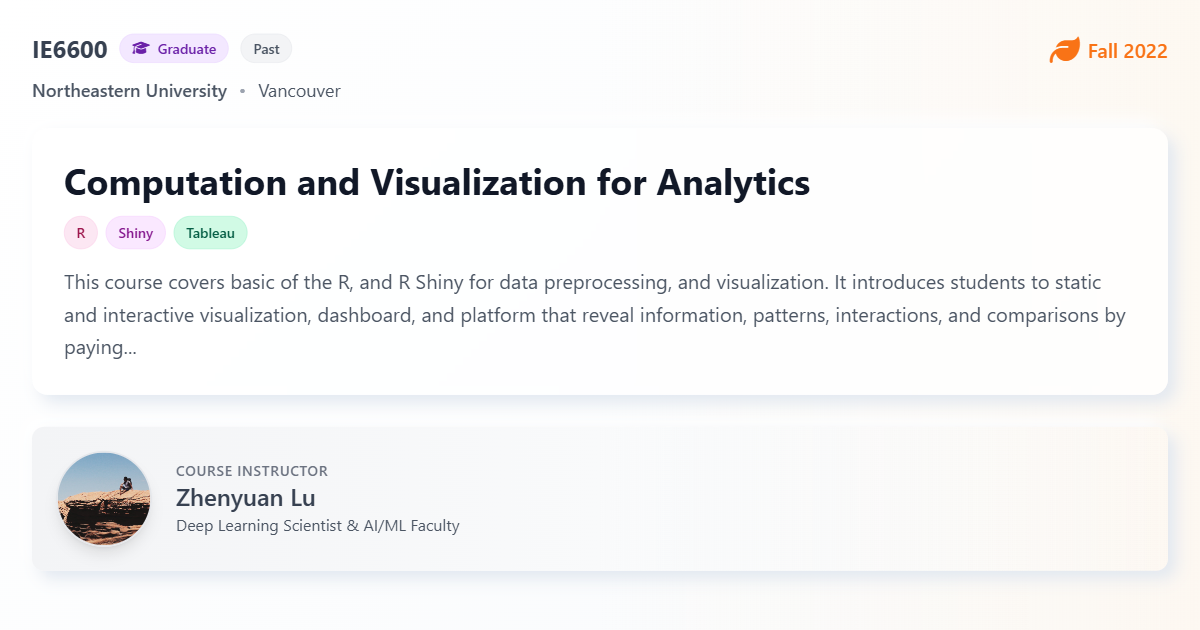 IE6600 Graduate Past
Fall 2022
Northeastern University • Vancouver
Computation and Visualization for Analytics
R Shiny Tableau
This course covers basic of the R, and R Shiny for data preprocessing, and visualization. It introduces students to static
and interactive visualization, dashboard, and platform that reveal information, patterns, interactions, and comparisons by
paying...
COURSE INSTRUCTOR
Zhenyuan Lu
Deep Learning Scientist & AI/ML Faculty